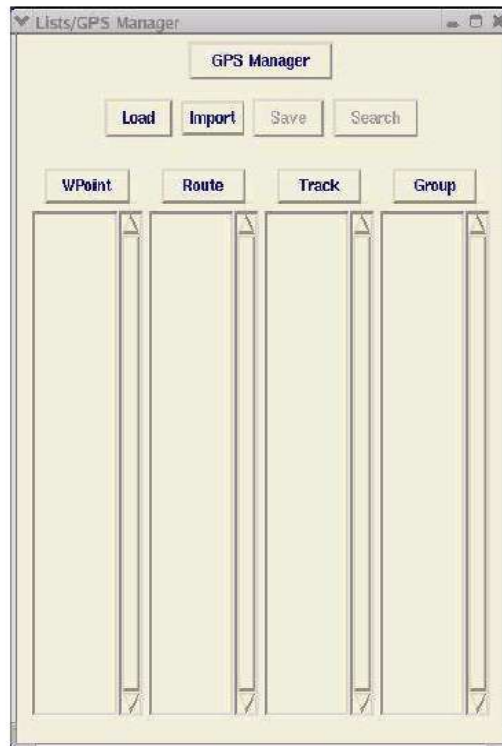 Lists/GPS Manager
GPS Manager
Load Import Save Search
WPoint Route Track Group